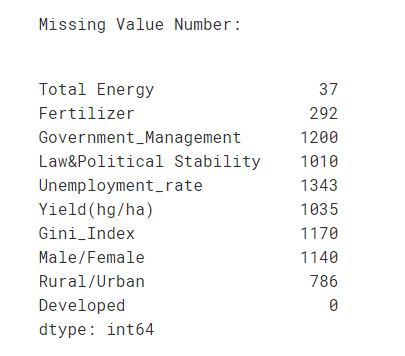 Missing Value Number:
Total Energy 37
Fertilizer 292
Government_Management 1200
Law&Political Stability 1010
Unemployment_rate 1343
Yield(hg/ha) 1035
Gini_Index 1170
Male/Female 1140
Rural/Urban 786
Developed 0
dtype: int64